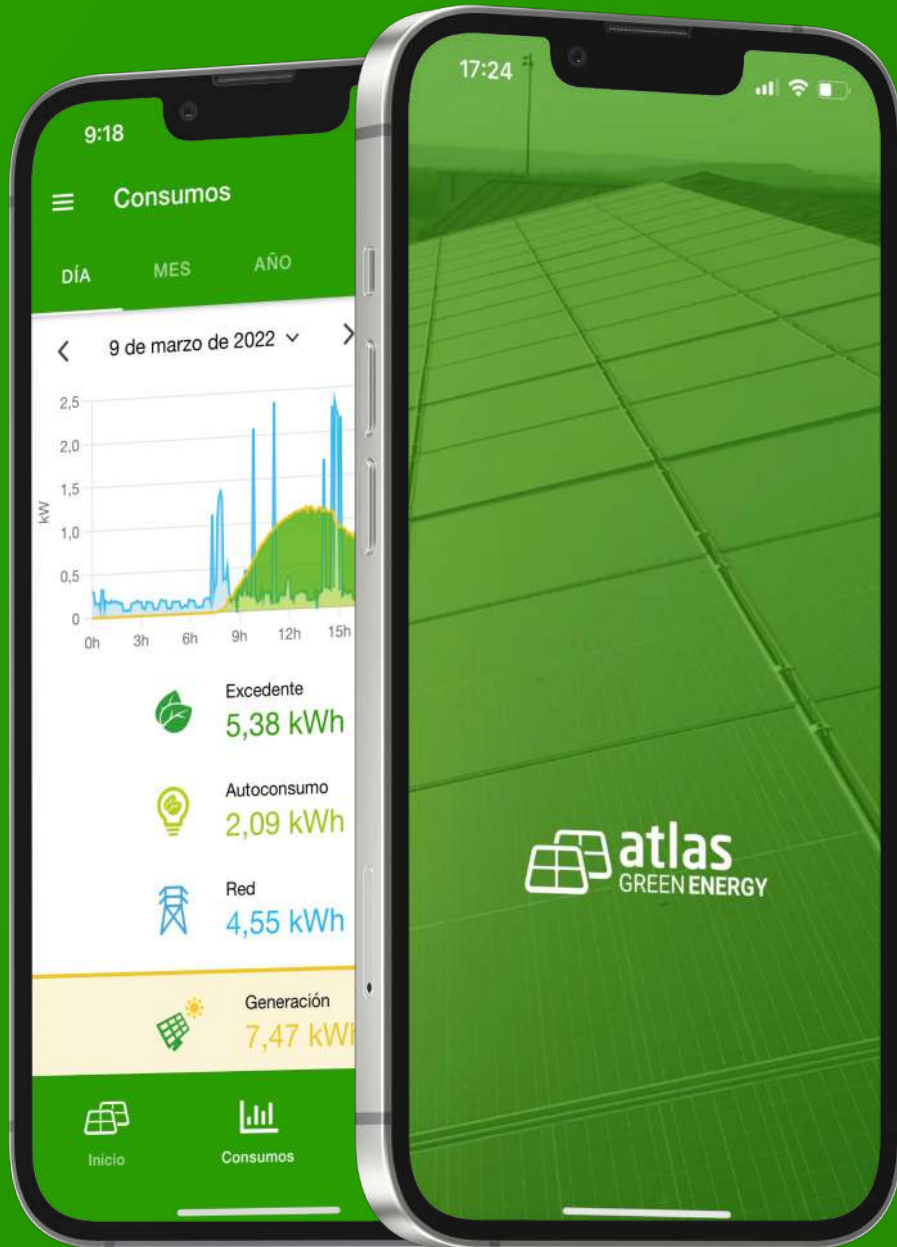 9:18
Consumos
DÍA MES AÑO
9 de marzo de 2022
2,5
2,0
1,5
1,0
0,5
0
kW
0h 3h 6h 9h 12h 15h
Excedente
5,38 kWh
Autoconsumo
2,09 kWh
Red
4,55 kWh
Generación
7,47 kWh
Inicio Consumos
17:24
atlas
GREEN ENERGY